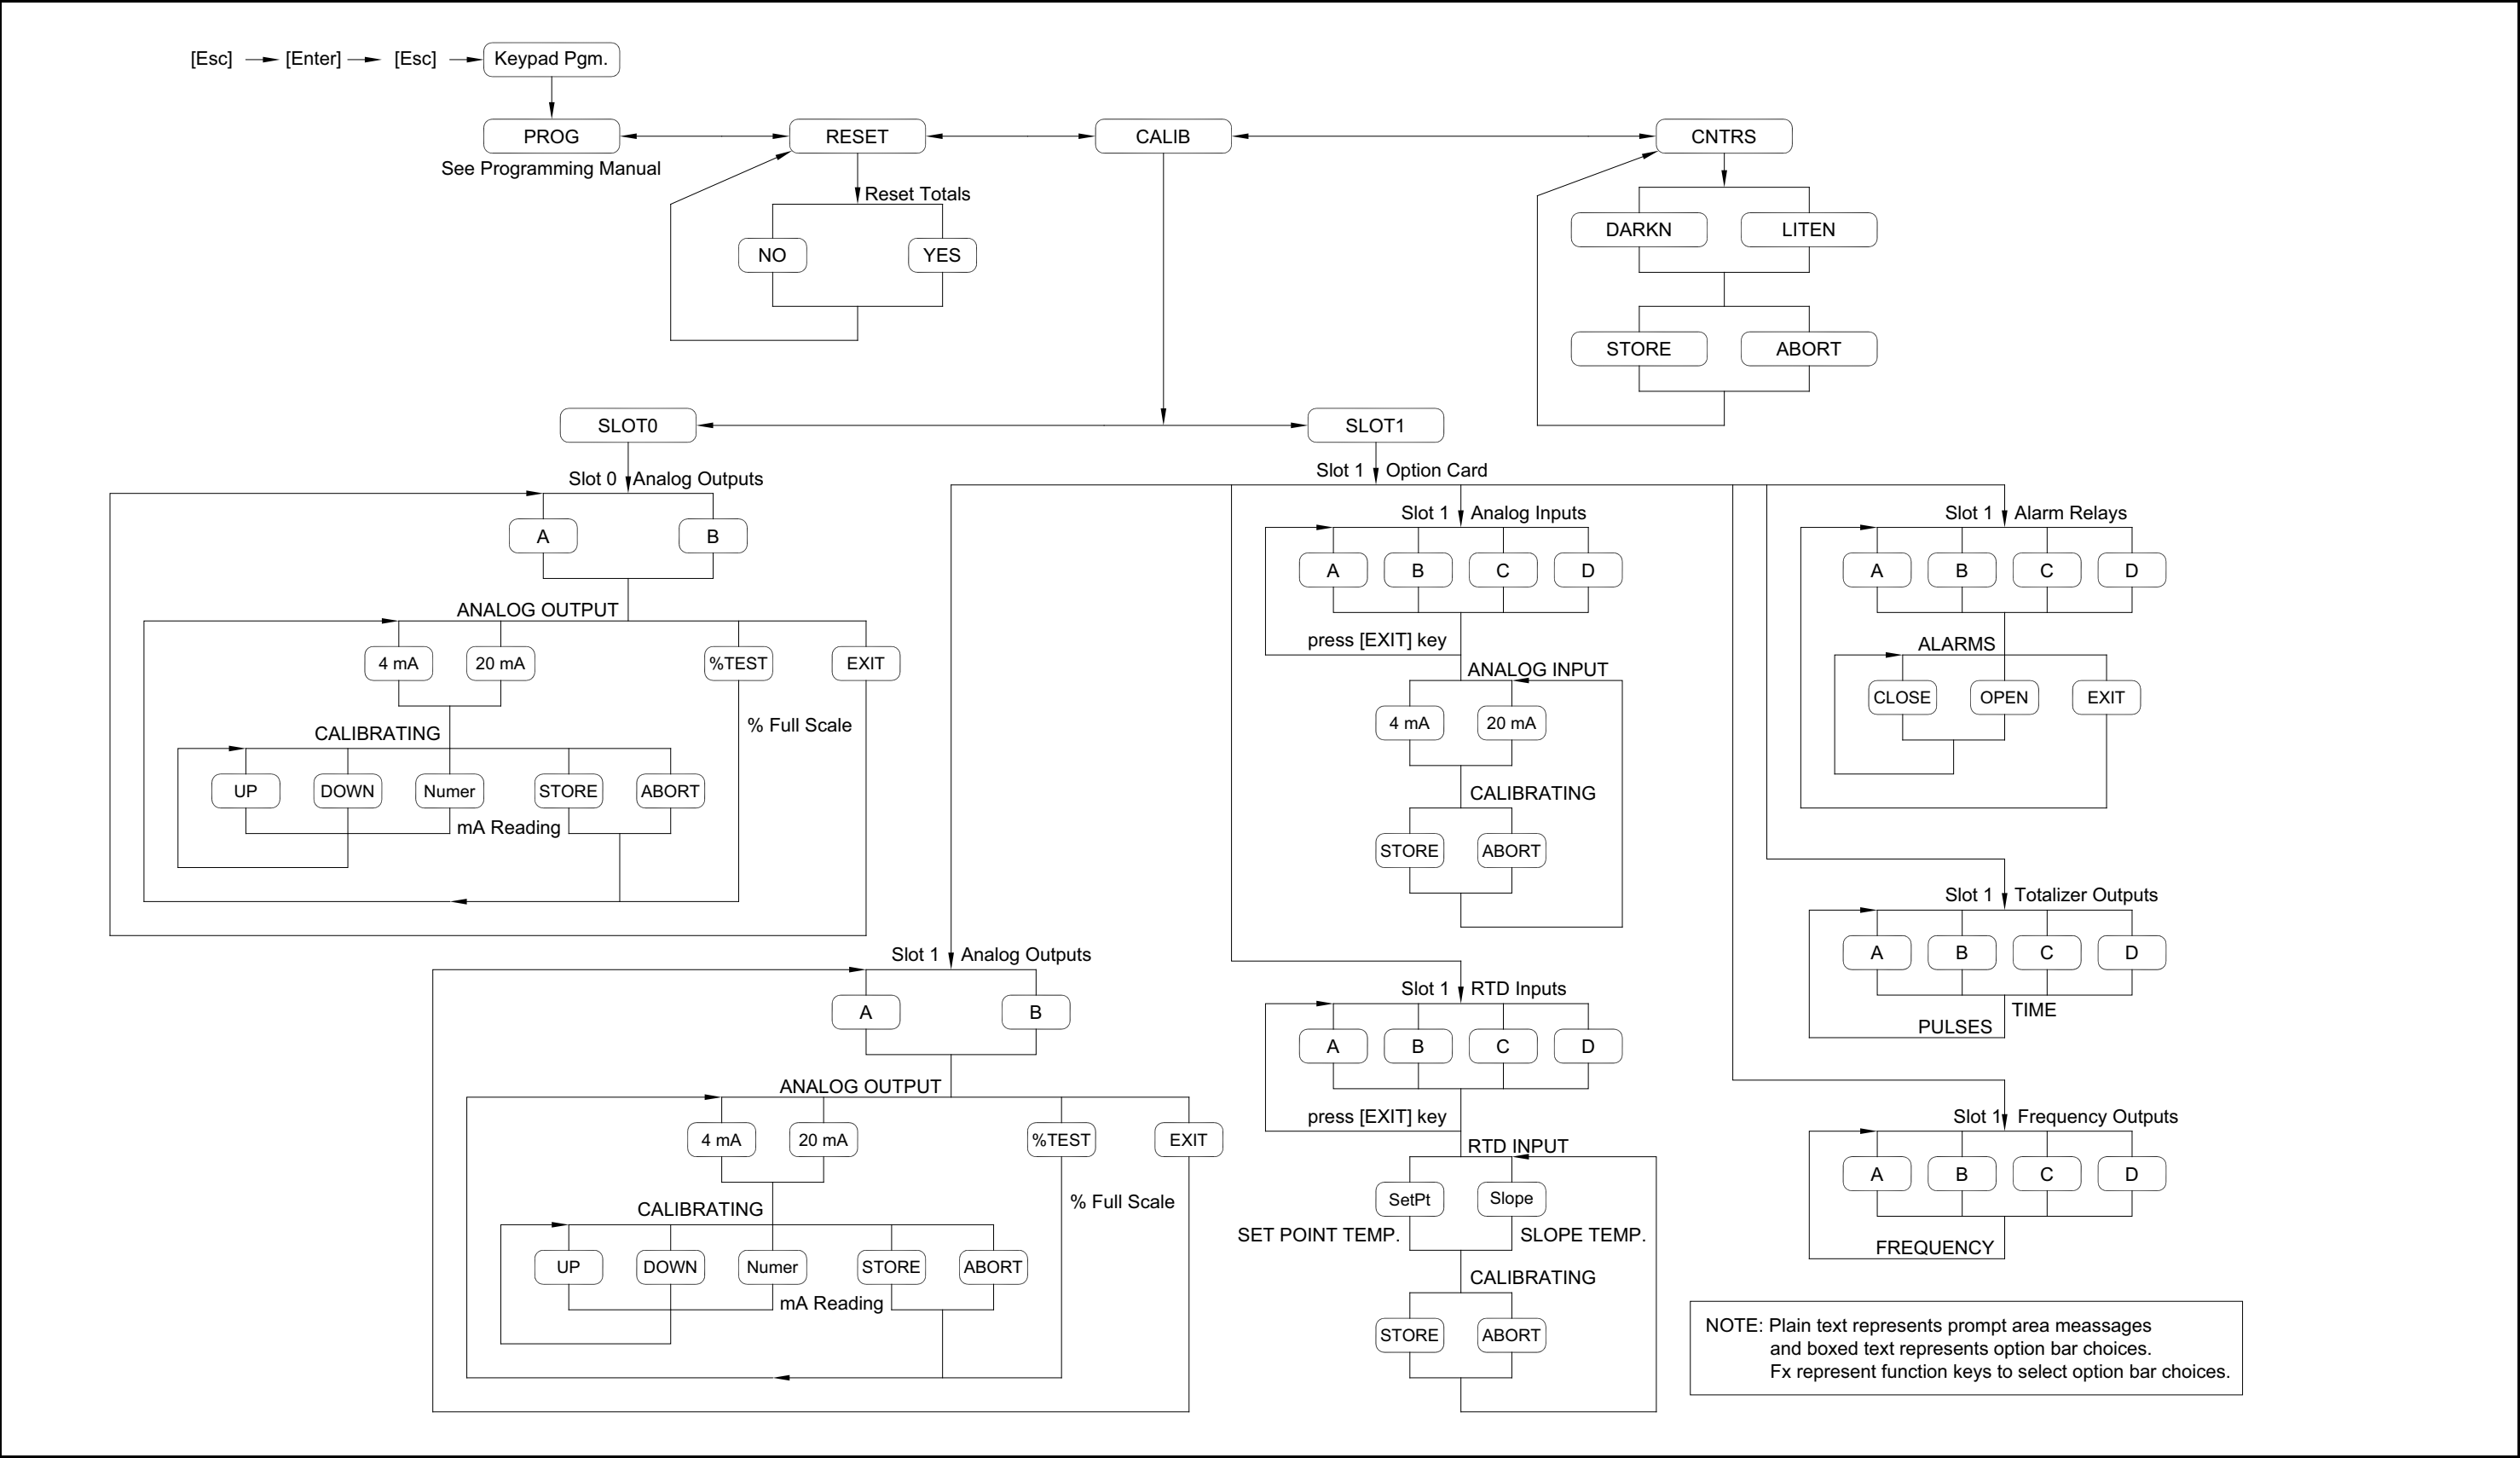 [Esc] [Enter] [Esc] Keypad Pgm.
PROG RESET CALIB CNTRS
See Programming Manual
Reset Totals
NO YES
DARKN LITEN
STORE ABORT
SLOT0 SLOT1
Slot 0 Analog Outputs
A B
ANALOG OUTPUT
4 mA 20 mA %TEST EXIT
% Full Scale
CALIBRATING
UP DOWN Numer STORE ABORT
mA Reading
Slot 1 Option Card
Slot 1 Analog Outputs
A B
ANALOG OUTPUT
4 mA 20 mA %TEST EXIT
% Full Scale
CALIBRATING
UP DOWN Numer STORE ABORT
mA Reading
Slot 1 Analog Inputs
A B C D
press [EXIT] key
ANALOG INPUT
4 mA 20 mA
CALIBRATING
STORE ABORT
Slot 1 RTD Inputs
A B C D
press [EXIT] key
RTD INPUT
SetPt Slope
SET POINT TEMP. SLOPE TEMP.
CALIBRATING
STORE ABORT
Slot 1 Alarm Relays
A B C D
ALARMS
CLOSE OPEN EXIT
Slot 1 Totalizer Outputs
A B C D
TIME
PULSES
Slot 1 Frequency Outputs
A B C D
FREQUENCY
NOTE: Plain text represents prompt area meassages
and boxed text represents option bar choices.
Fx represent function keys to select option bar choices.